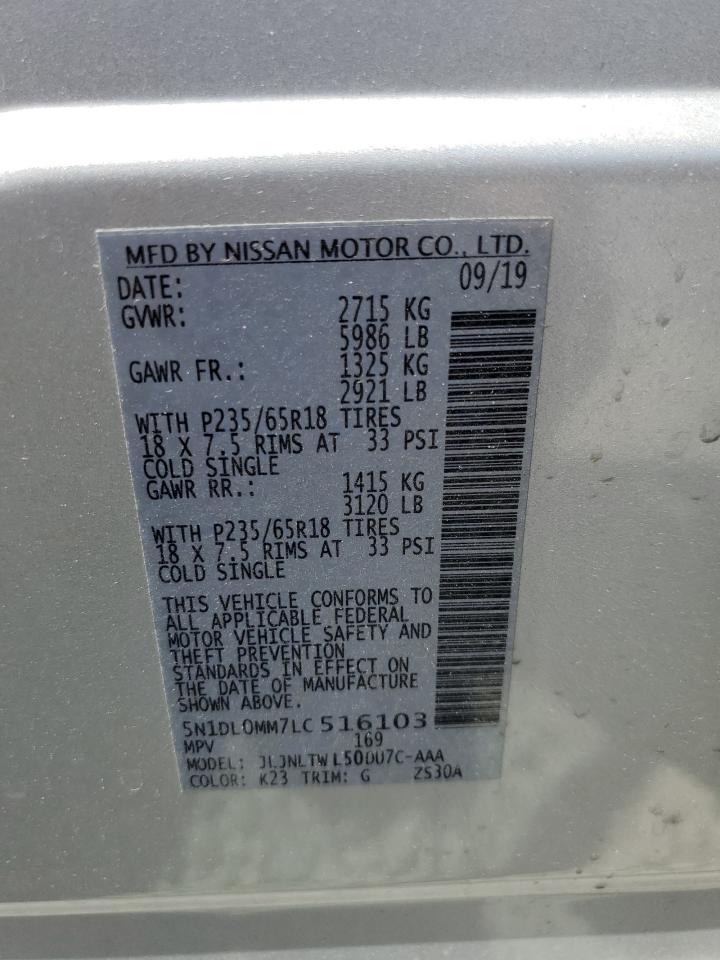 MFD BY NISSAN MOTOR CO., LTD.
DATE: 09/19
GVWR: 2715 KG
5986 LB
GAWR FR.: 1325 KG
2921 LB
WITH P235/65R18 TIRES
18 X 7.5 RIMS AT 33 PSI
COLD SINGLE
GAWR RR.: 1415 KG
3120 LB
WITH P235/65R18 TIRES
18 X 7.5 RIMS AT 33 PSI
COLD SINGLE
THIS VEHICLE CONFORMS TO
ALL APPLICABLE FEDERAL
MOTOR VEHICLE SAFETY AND
THEFT PREVENTION
STANDARDS IN EFFECT ON
THE DATE OF MANUFACTURE
SHOWN ABOVE.
5N1DL0MM7LC516103
MPV 169
MODEL: JLJNLTWL50DU7C-AAA
COLOR: K23 TRIM: G ZS30A